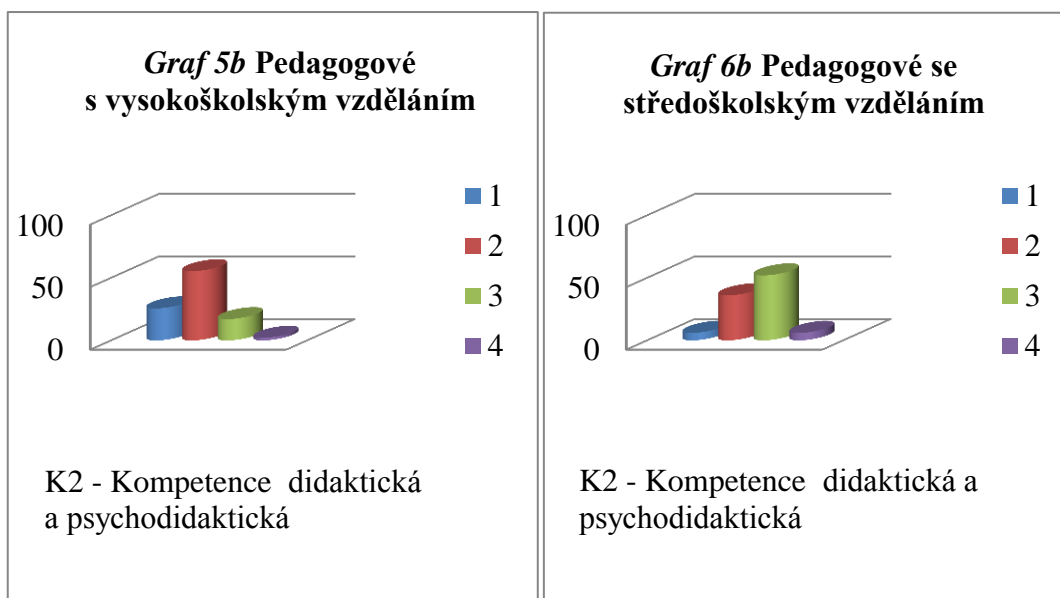 Graf 5b Pedagogové
s vysokoškolským vzděláním
100
50
0
1
2
3
4
K2 - Kompetence didaktická
a psychodidaktická
Graf 6b Pedagogové se
středoškolským vzděláním
100
50
0
1
2
3
4
K2 - Kompetence didaktická a
psychodidaktická